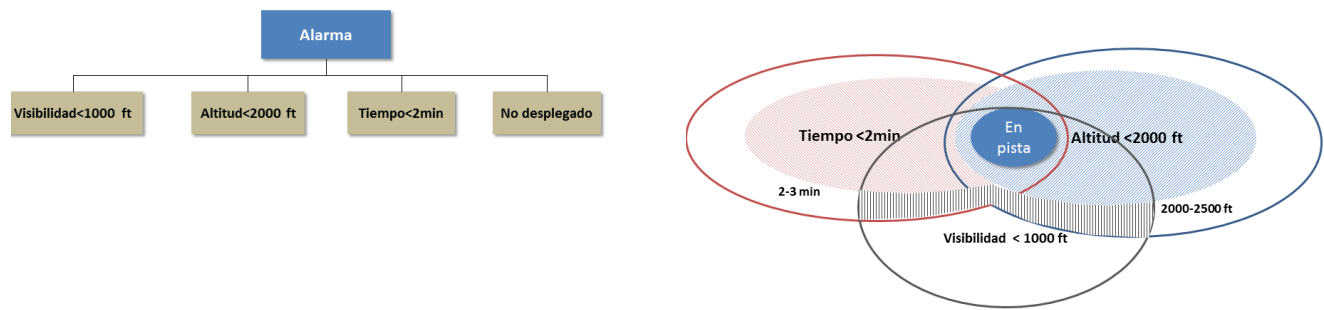 Alarma
Visibilidad<1000 ft
Altitud<2000 ft
Tiempo<2min
No desplegado
En
pista
Tiempo <2min
Altitud <2000 ft
2-3 min
2000-2500 ft
Visibilidad < 1000 ft